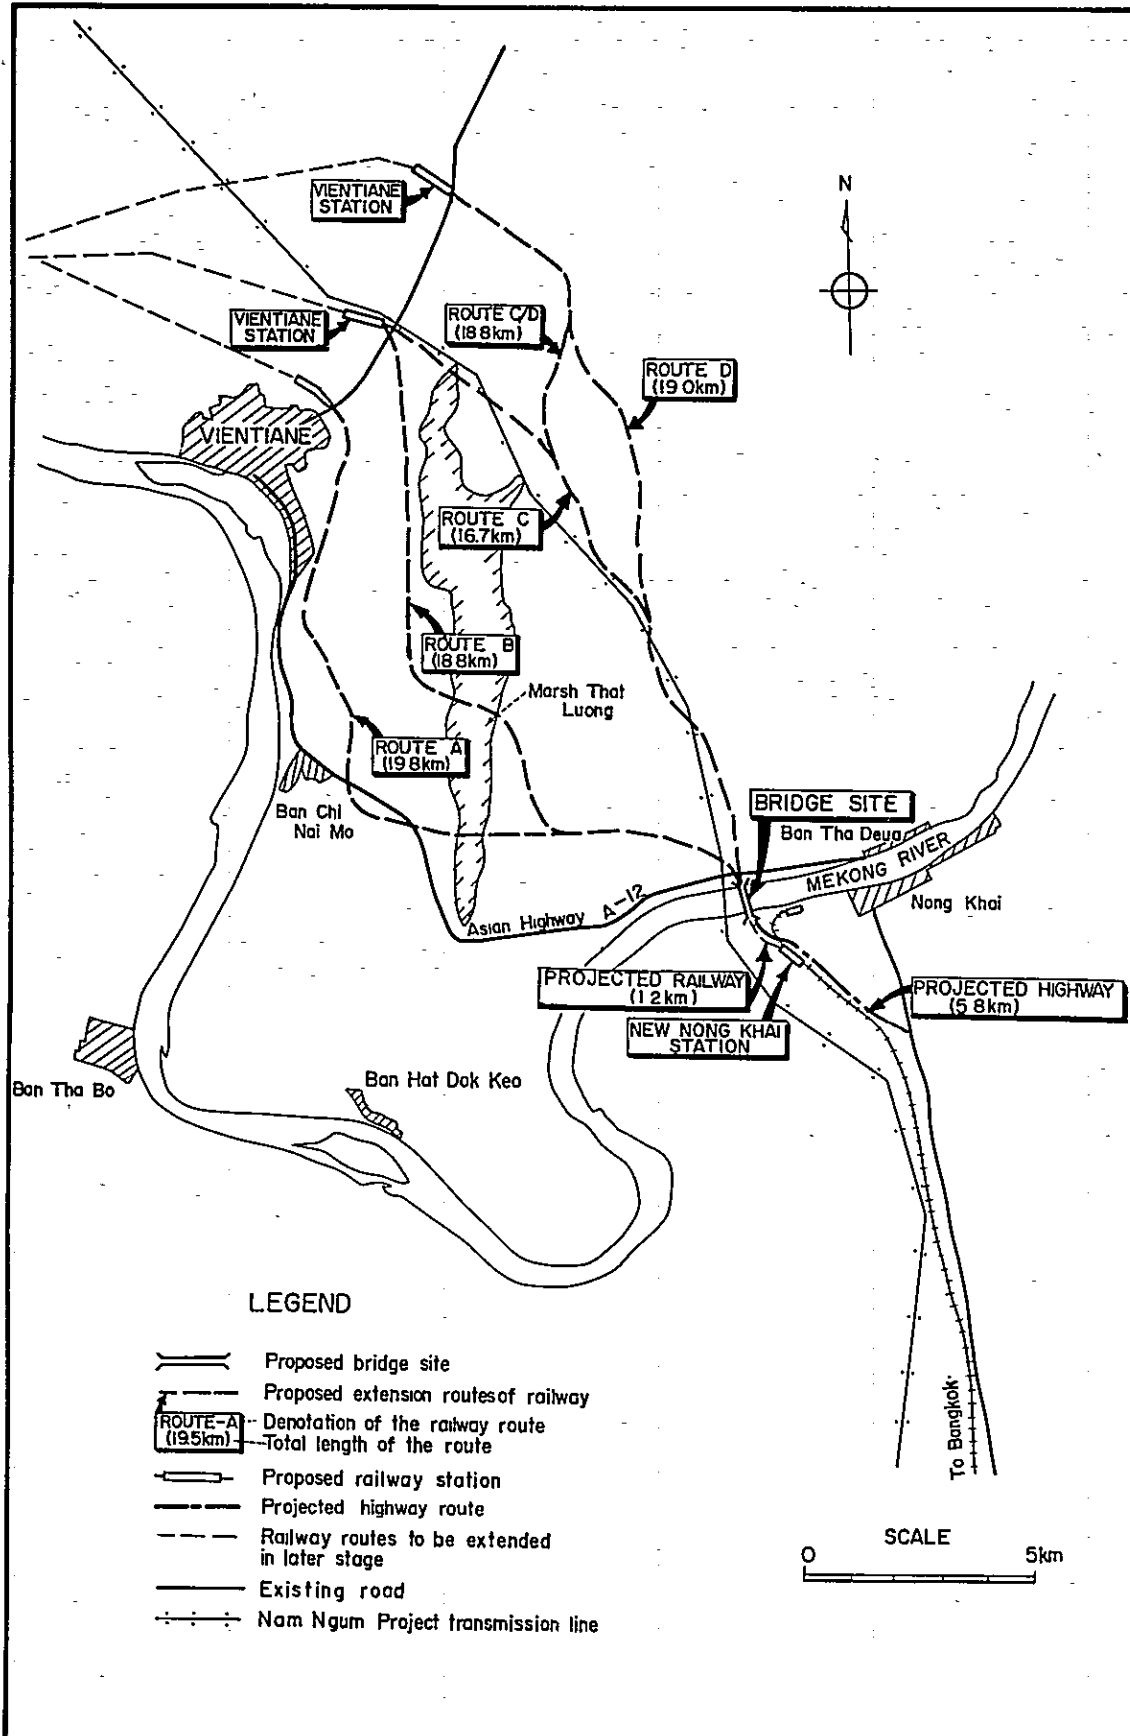 N
VIENTIANE
STATION
VIENTIANE
STATION
ROUTE C/D
(18.8km)
ROUTE D
(19.0km)
VIENTIANE
ROUTE C
(16.7km)
ROUTE B
(18.8km)
Marsh That
Luong
ROUTE A
(19.8km)
Ban Chi
Nai Mo
BRIDGE SITE
Ban Tha Deua
MEKONG RIVER
Nong Khai
Asian Highway A-12
PROJECTED RAILWAY
(1.2km)
PROJECTED HIGHWAY
(5.8km)
NEW NONG KHAI
STATION
Ban Tha Bo
Ban Hat Dok Keo
To Bangkok
LEGEND
Proposed bridge site
Proposed extension routes of railway
ROUTE-A
(19.5km)
Denotation of the railway route
Total length of the route
Proposed railway station
Projected highway route
Railway routes to be extended
in later stage
Existing road
Nam Ngum Project transmission line
SCALE
0 5km